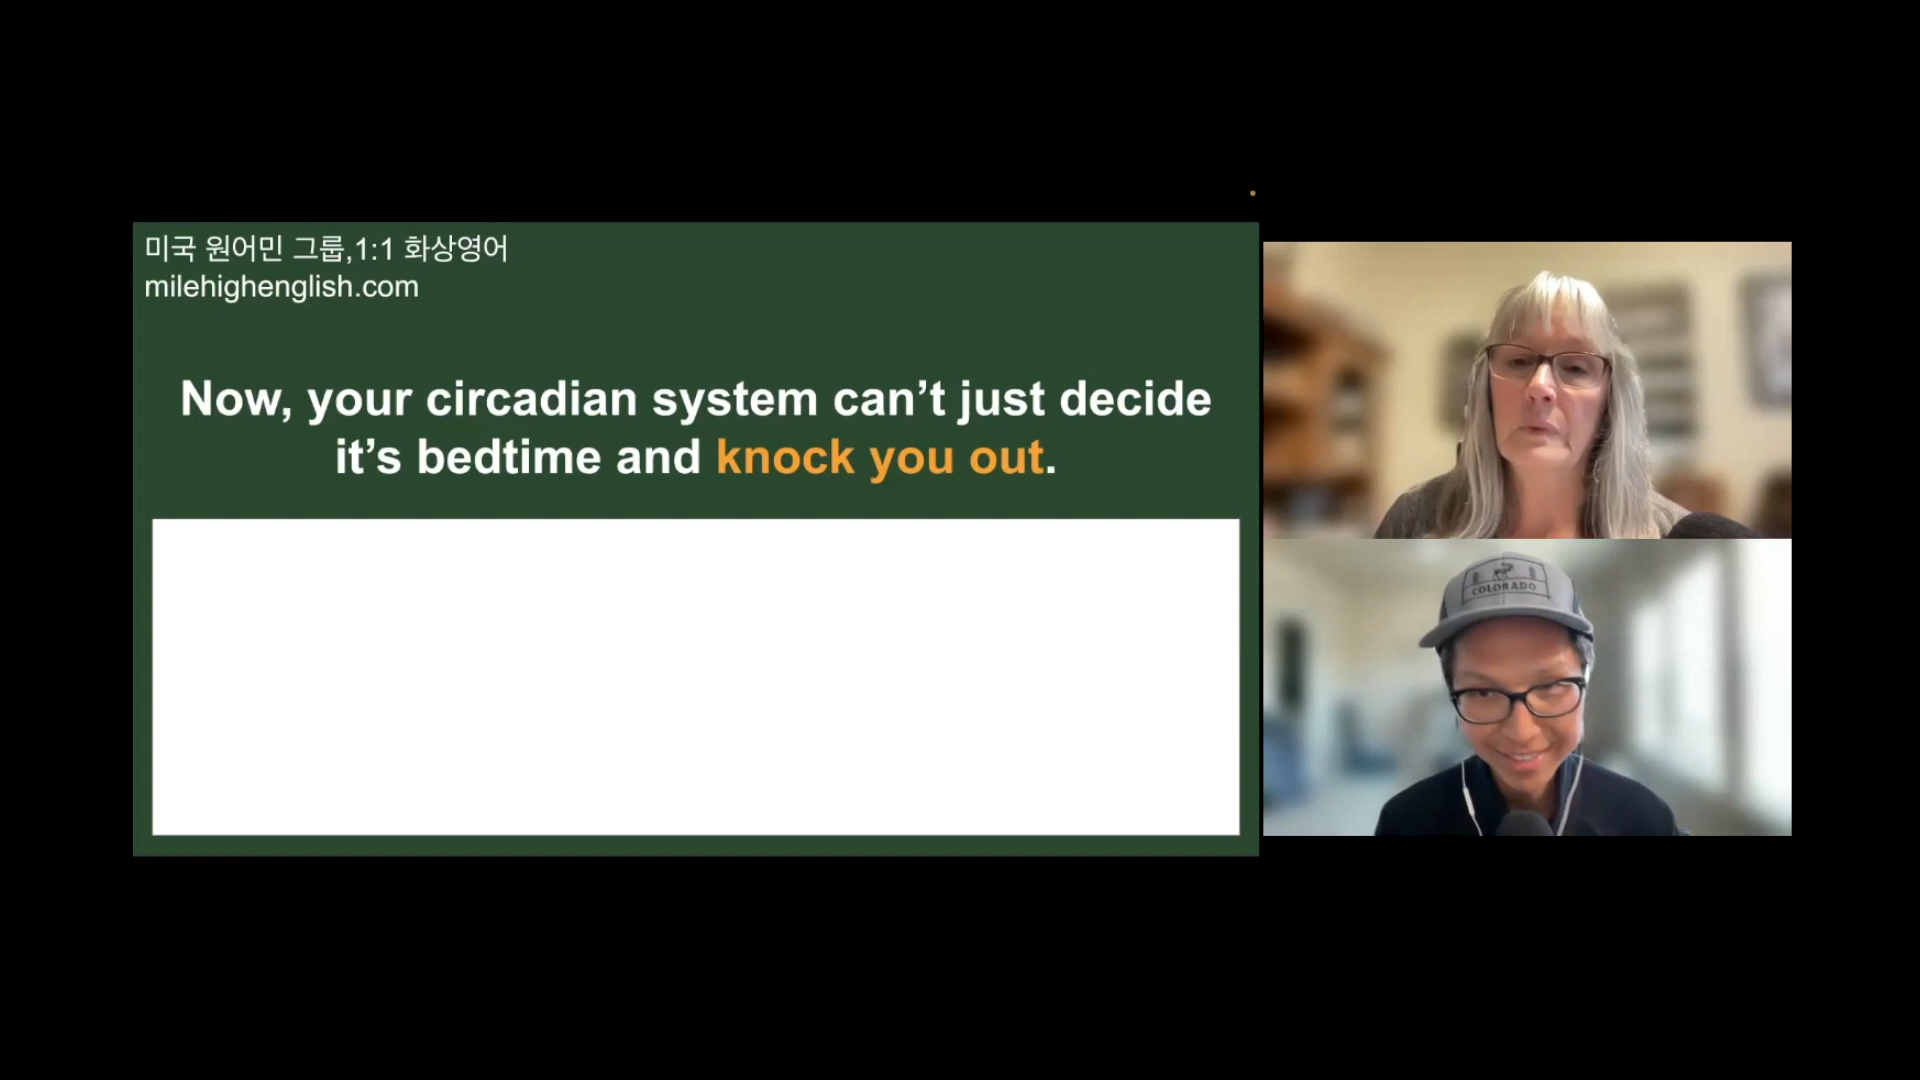 미국 원어민 그룹,1:1 화상영어
milehighenglish.com
Now, your circadian system can’t just decide
it’s bedtime and knock you out.
COLORADO